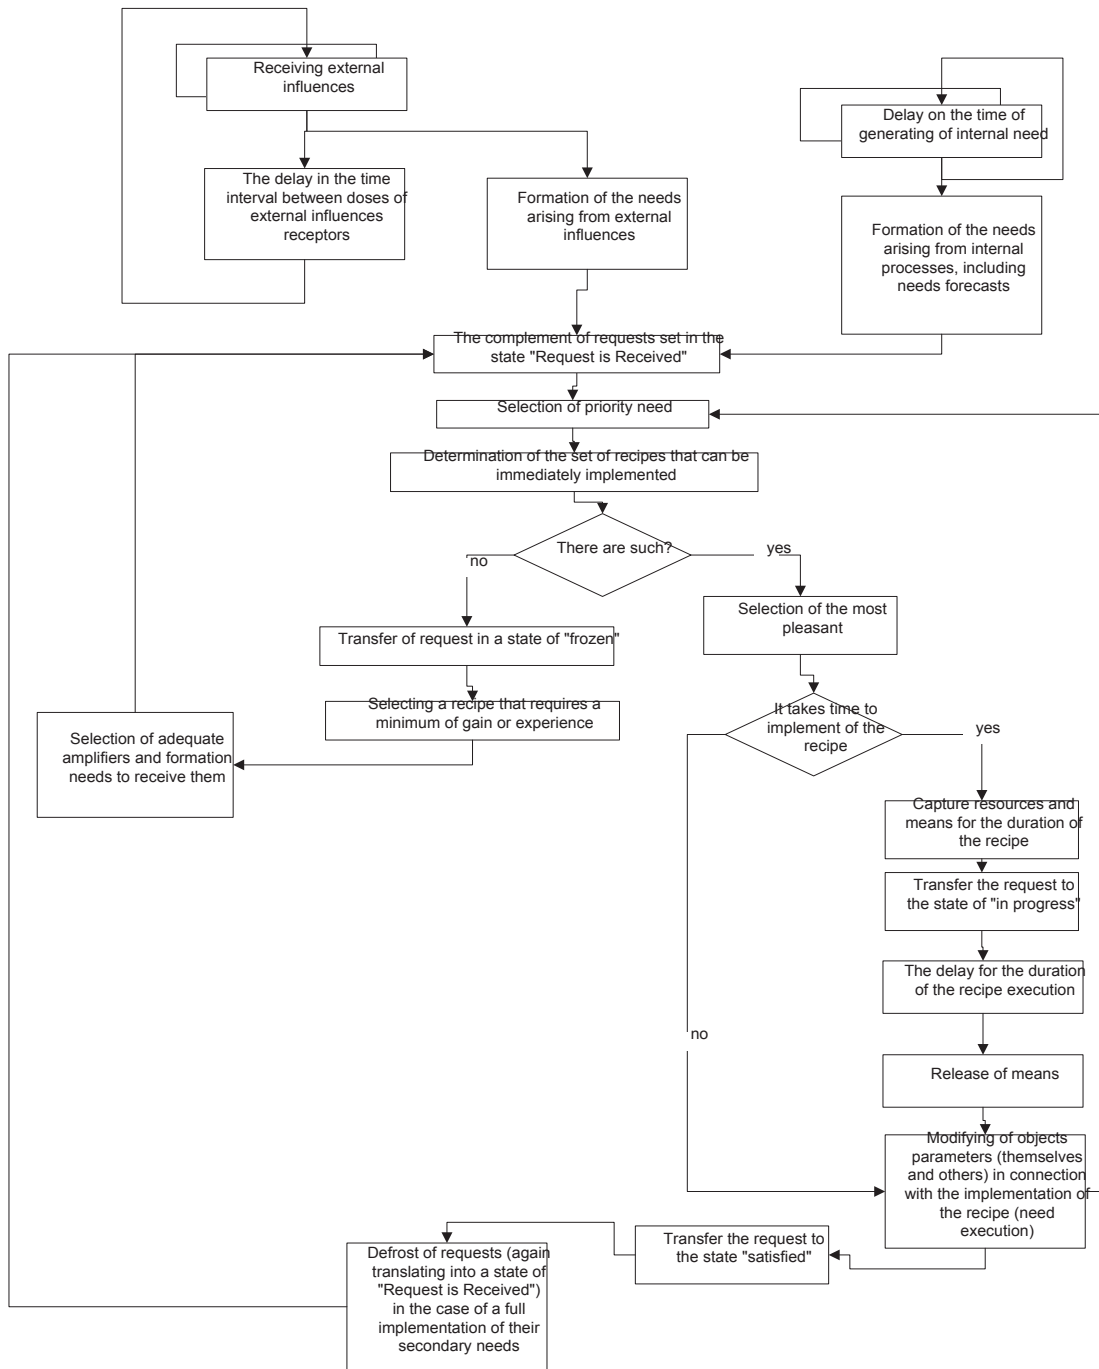 Receiving external
influences
Delay on the time of
generating of internal need
The delay in the time
interval between doses of
external influences
receptors
Formation of the needs
arising from external
influences
Formation of the needs
arising from internal
processes, including
needs forecasts
The complement of requests set in the
state "Request is Received"
Selection of priority need
Determination of the set of recipes that can be
immediately implemented
There are such?
no
yes
Transfer of request in a state of "frozen"
Selection of the most
pleasant
Selecting a recipe that requires a
minimum of gain or experience
Selection of adequate
amplifiers and formation
needs to receive them
It takes time to
implement of the
recipe
yes
Capture resources and
means for the duration of
the recipe
Transfer the request to
the state of "in progress"
The delay for the duration
of the recipe execution
no
Release of means
Modifying of objects
parameters (themselves
and others) in connection
with the implementation of
the recipe (need
execution)
Transfer the request to
the state "satisfied"
Defrost of requests (again
translating into a state of
"Request is Received")
in the case of a full
implementation of their
secondary needs